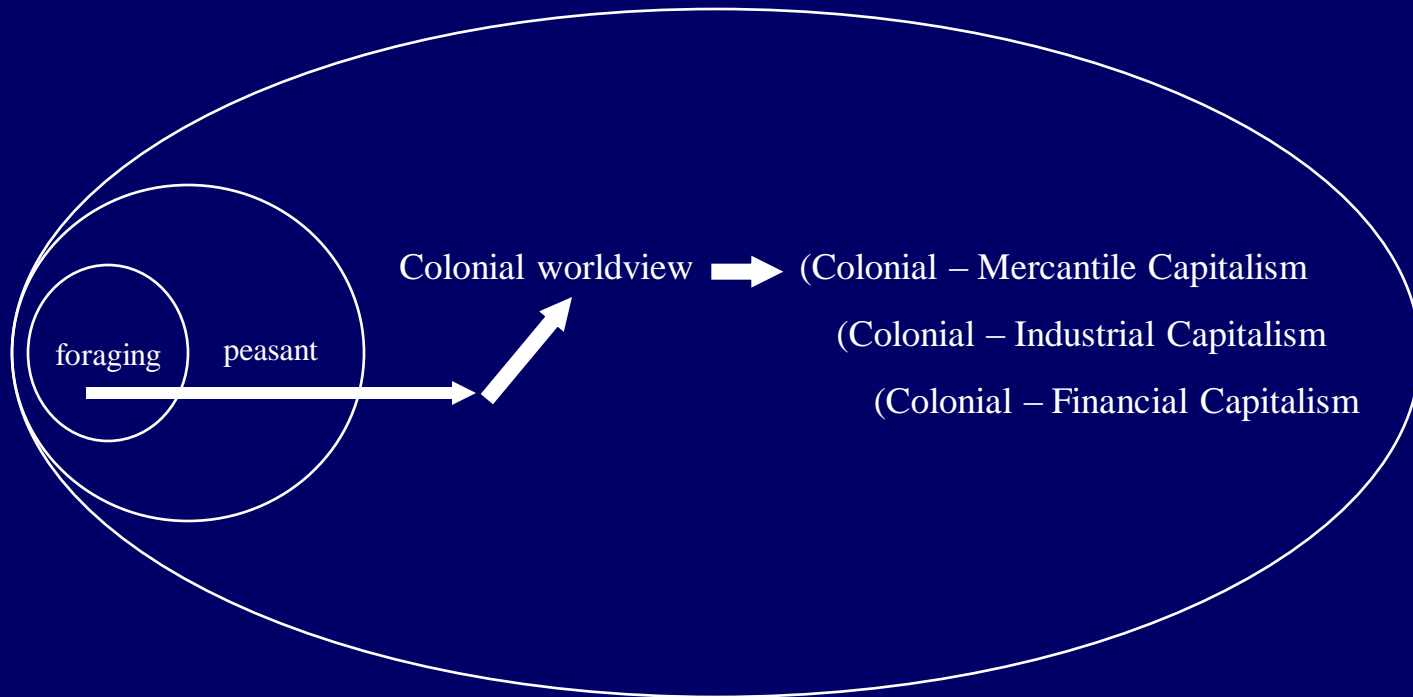 Colonial worldview (Colonial – Mercantile Capitalism
(Colonial – Industrial Capitalism
foraging peasant
(Colonial – Financial Capitalism